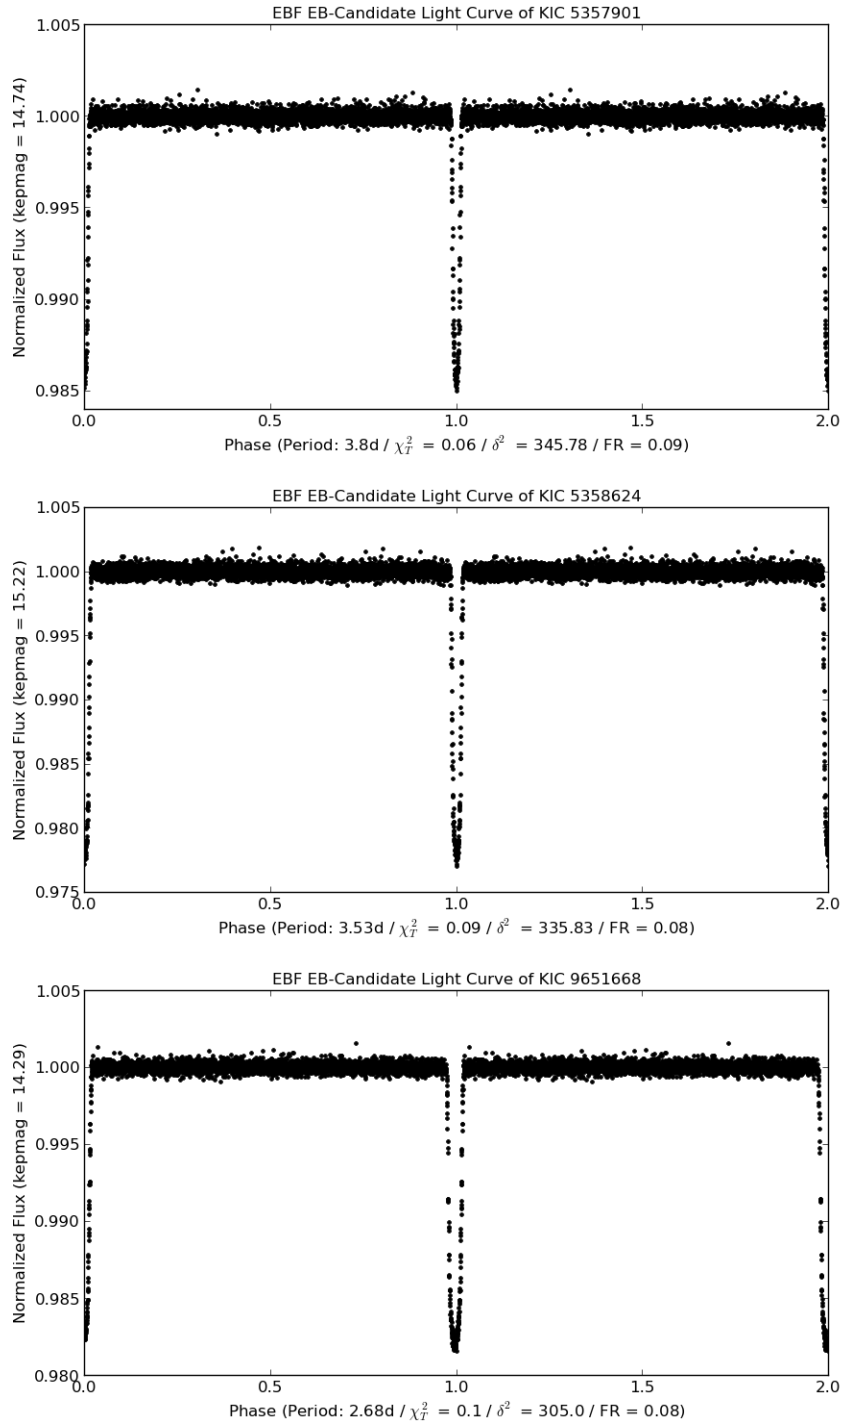 EBF EB-Candidate Light Curve of KIC 5357901
1.005
1.000
0.995
0.990
0.985
Normalized Flux (kepmag = 14.74)
0.0 0.5 1.0 1.5 2.0
Phase (Period: 3.8d / χ²_T = 0.06 / δ² = 345.78 / FR = 0.09)
EBF EB-Candidate Light Curve of KIC 5358624
1.005
1.000
0.995
0.990
0.985
0.980
0.975
Normalized Flux (kepmag = 15.22)
0.0 0.5 1.0 1.5 2.0
Phase (Period: 3.53d / χ²_T = 0.09 / δ² = 335.83 / FR = 0.08)
EBF EB-Candidate Light Curve of KIC 9651668
1.005
1.000
0.995
0.990
0.985
0.980
Normalized Flux (kepmag = 14.29)
0.0 0.5 1.0 1.5 2.0
Phase (Period: 2.68d / χ²_T = 0.1 / δ² = 305.0 / FR = 0.08)